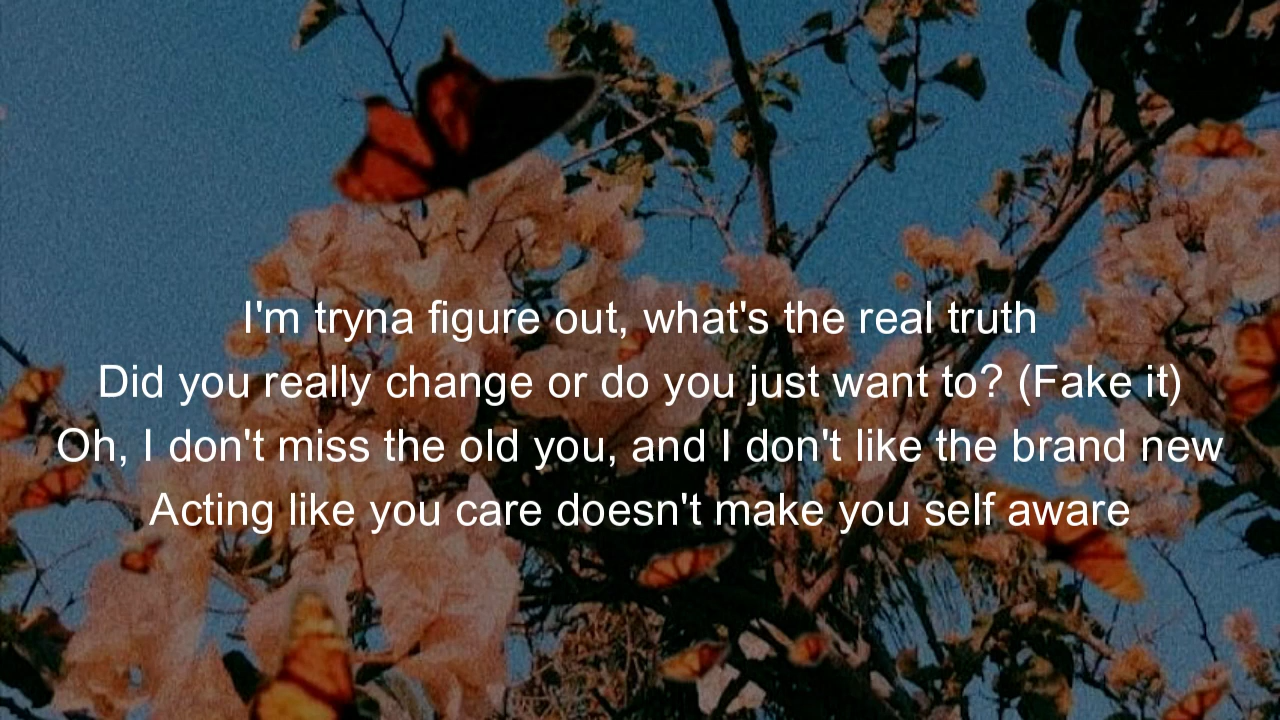 I'm tryna figure out, what's the real truth
Did you really change or do you just want to? (Fake it)
Oh, I don't miss the old you, and I don't like the brand new
Acting like you care doesn't make you self aware